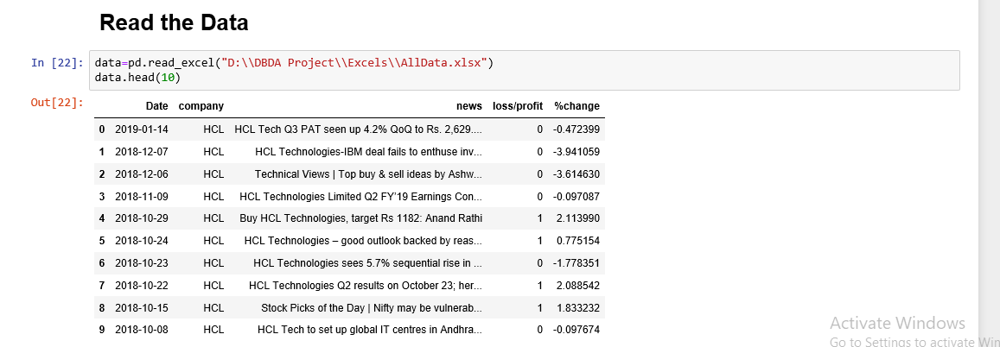 Read the Data
In [22]: data=pd.read_excel("D:\\DBDA Project\\Excels\\AllData.xlsx")
data.head(10)
Out[22]:
Date company news loss/profit %change
0 2019-01-14 HCL HCL Tech Q3 PAT seen up 4.2% QoQ to Rs. 2,629.... 0 -0.472399
1 2018-12-07 HCL HCL Technologies-IBM deal fails to enthuse inv... 0 -3.941059
2 2018-12-06 HCL Technical Views | Top buy & sell ideas by Ashw... 0 -3.614630
3 2018-11-09 HCL HCL Technologies Limited Q2 FY'19 Earnings Con... 0 -0.097087
4 2018-10-29 HCL Buy HCL Technologies, target Rs 1182: Anand Rathi 1 2.113990
5 2018-10-24 HCL HCL Technologies – good outlook backed by reas... 1 0.775154
6 2018-10-23 HCL HCL Technologies sees 5.7% sequential rise in ... 0 -1.778351
7 2018-10-22 HCL HCL Technologies Q2 results on October 23; her... 1 2.088542
8 2018-10-15 HCL Stock Picks of the Day | Nifty may be vulnerab... 1 1.833232
9 2018-10-08 HCL HCL Tech to set up global IT centres in Andhra... 0 -0.097674
Activate Windows
Go to Settings to activate Win